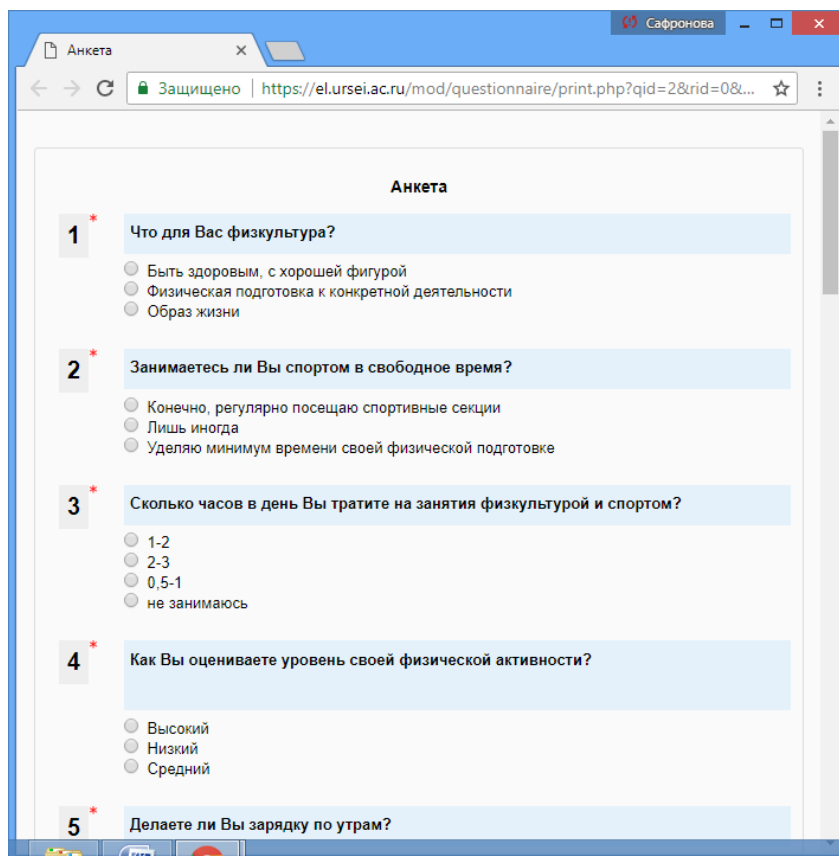 Сафронова
Анкета
Защищено | https://el.ursei.ac.ru/mod/questionnaire/print.php?qid=2&rid=0&...
Анкета
1 * Что для Вас физкультура?
Быть здоровым, с хорошей фигурой
Физическая подготовка к конкретной деятельности
Образ жизни
2 * Занимаетесь ли Вы спортом в свободное время?
Конечно, регулярно посещаю спортивные секции
Лишь иногда
Уделяю минимум времени своей физической подготовке
3 * Сколько часов в день Вы тратите на занятия физкультурой и спортом?
1-2
2-3
0,5-1
не занимаюсь
4 * Как Вы оцениваете уровень своей физической активности?
Высокий
Низкий
Средний
5 * Делаете ли Вы зарядку по утрам?